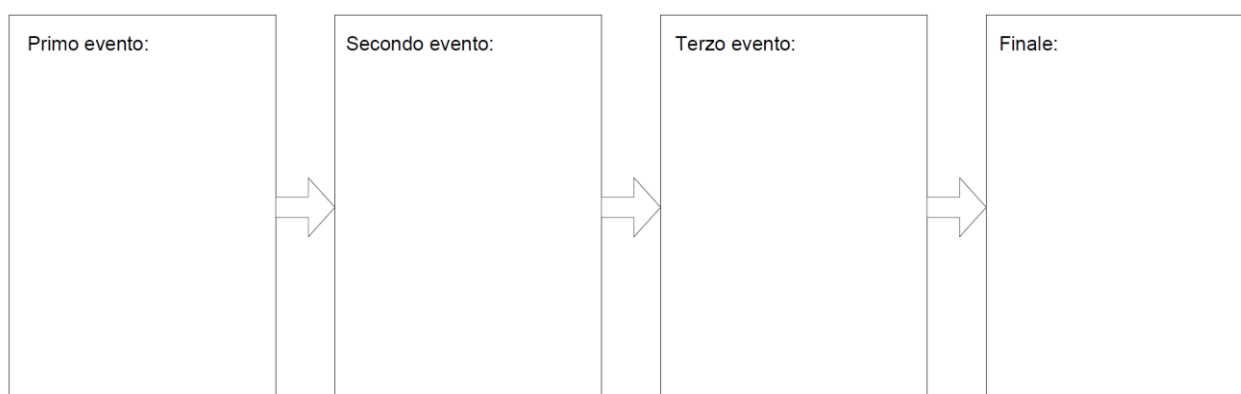 Primo evento:
Secondo evento:
Terzo evento:
Finale: